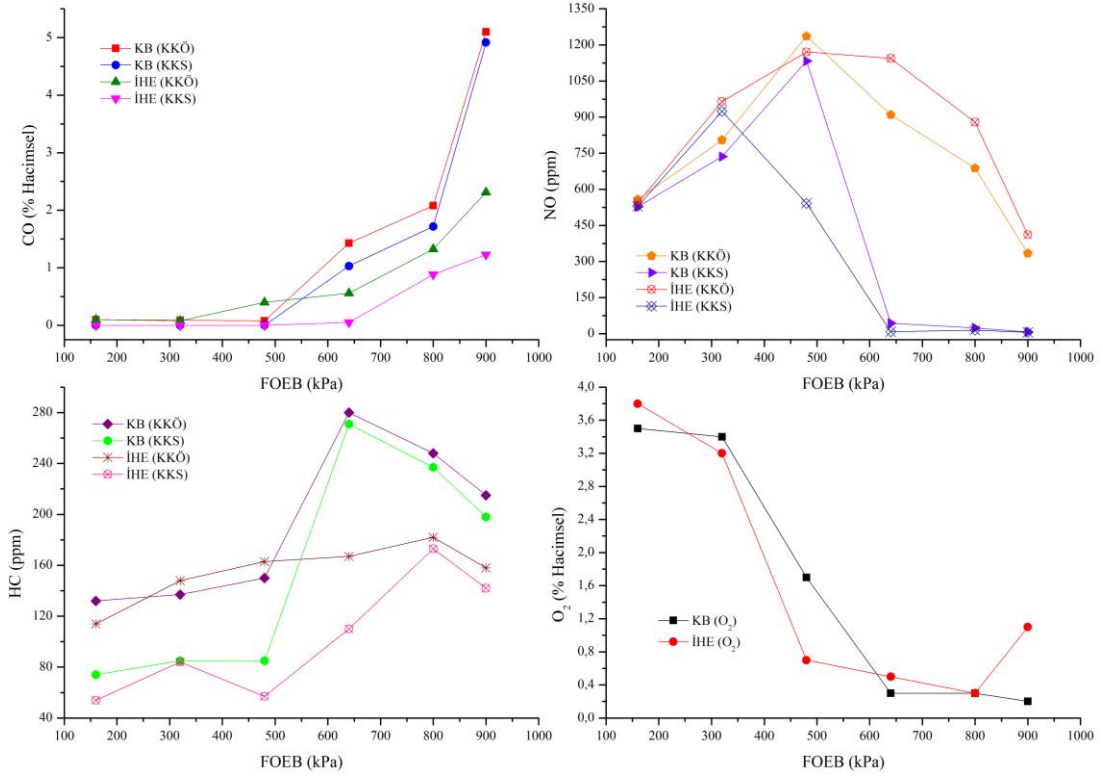 5
4
3
2
1
0
CO (% Hacimsel)
KB (KKÖ)
KB (KKS)
İHE (KKÖ)
İHE (KKS)
100 200 300 400 500 600 700 800 900 1000
FOEB (kPa)
1350
1200
1050
900
750
600
450
300
150
0
NO (ppm)
KB (KKÖ)
KB (KKS)
İHE (KKÖ)
İHE (KKS)
100 200 300 400 500 600 700 800 900 1000
FOEB (kPa)
280
240
200
160
120
80
40
HC (ppm)
KB (KKÖ)
KB (KKS)
İHE (KKÖ)
İHE (KKS)
100 200 300 400 500 600 700 800 900 1000
FOEB (kPa)
4,0
3,6
3,2
2,8
2,4
2,0
1,6
1,2
0,8
0,4
0,0
O₂ (% Hacimsel)
KB (O₂)
İHE (O₂)
100 200 300 400 500 600 700 800 900 1000
FOEB (kPa)